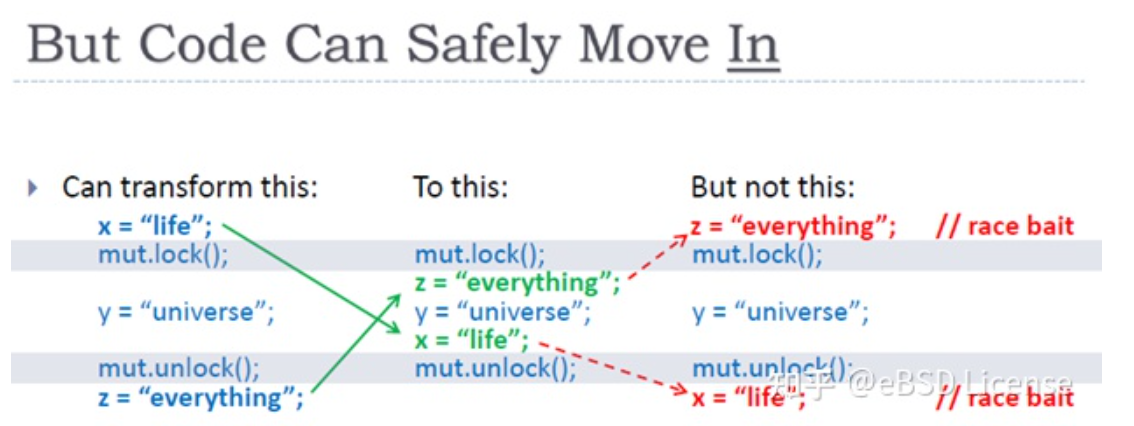 But Code Can Safely Move In
Can transform this: To this: But not this:
x = “life”; z = “everything”; // race bait
mut.lock(); mut.lock(); mut.lock();
z = “everything”;
y = “universe”; y = “universe”; y = “universe”;
x = “life”;
mut.unlock(); mut.unlock(); mut.unlock();
知乎 @eBSD License
z = “everything”; x = “life”; // race bait